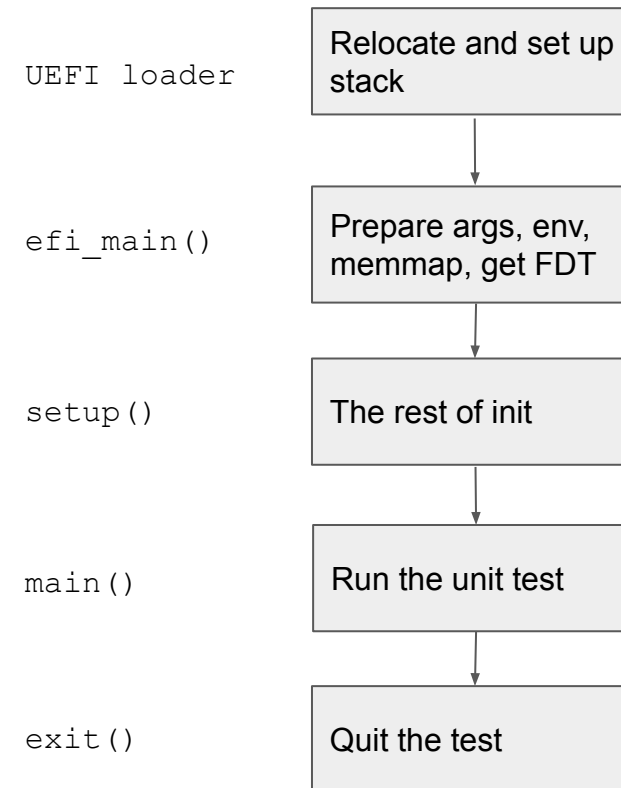 UEFI loader
Relocate and set up
stack
efi_main()
Prepare args, env,
memmap, get FDT
setup()
The rest of init
main()
Run the unit test
exit()
Quit the test